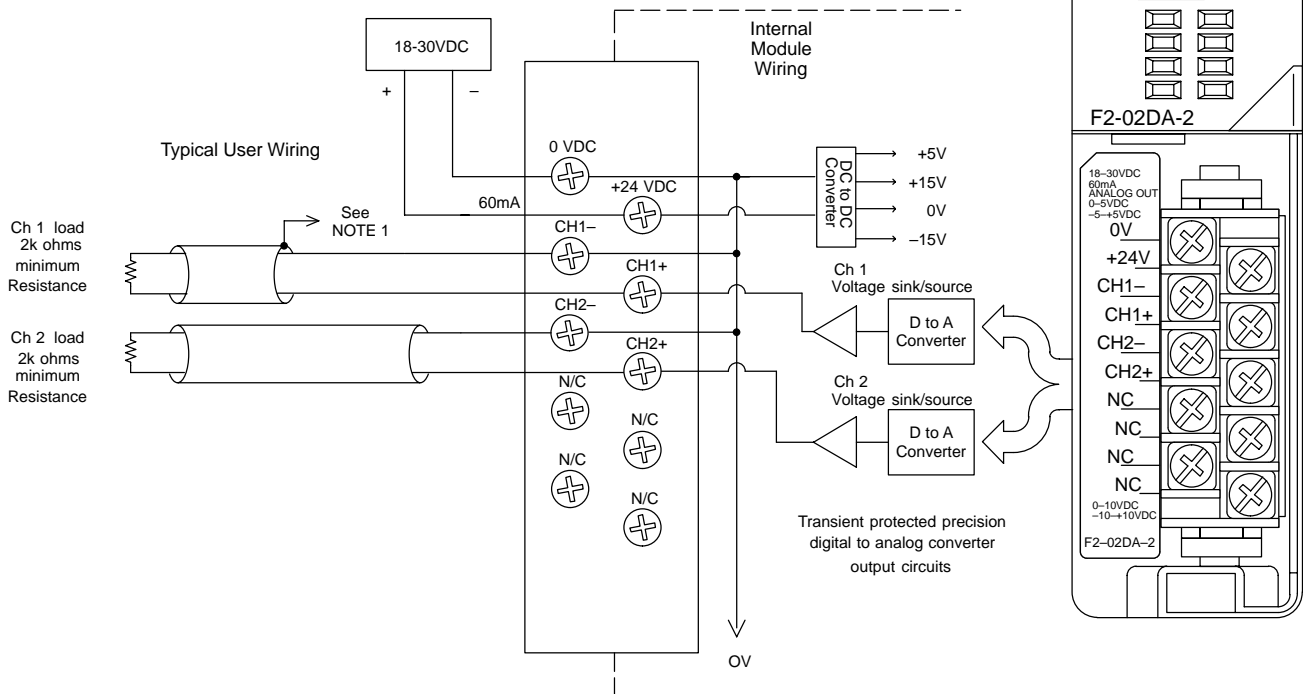 18-30VDC
+
–
Internal
Module
Wiring
Typical User Wiring
0 VDC
+24 VDC
60mA
CH1–
CH1+
CH2–
CH2+
N/C
N/C
N/C
N/C
See
NOTE 1
Ch 1 load
2k ohms
minimum
Resistance
Ch 2 load
2k ohms
minimum
Resistance
DC to DC
Converter
+5V
+15V
0V
–15V
Ch 1
Voltage sink/source
D to A
Converter
Ch 2
Voltage sink/source
D to A
Converter
Transient protected precision
digital to analog converter
output circuits
OV
F2-02DA-2
18–30VDC
60mA
ANALOG OUT
0–5VDC
–5–+5VDC
0V
+24V
CH1–
CH1+
CH2–
CH2+
NC
NC
NC
NC
0–10VDC
–10–+10VDC
F2–02DA–2